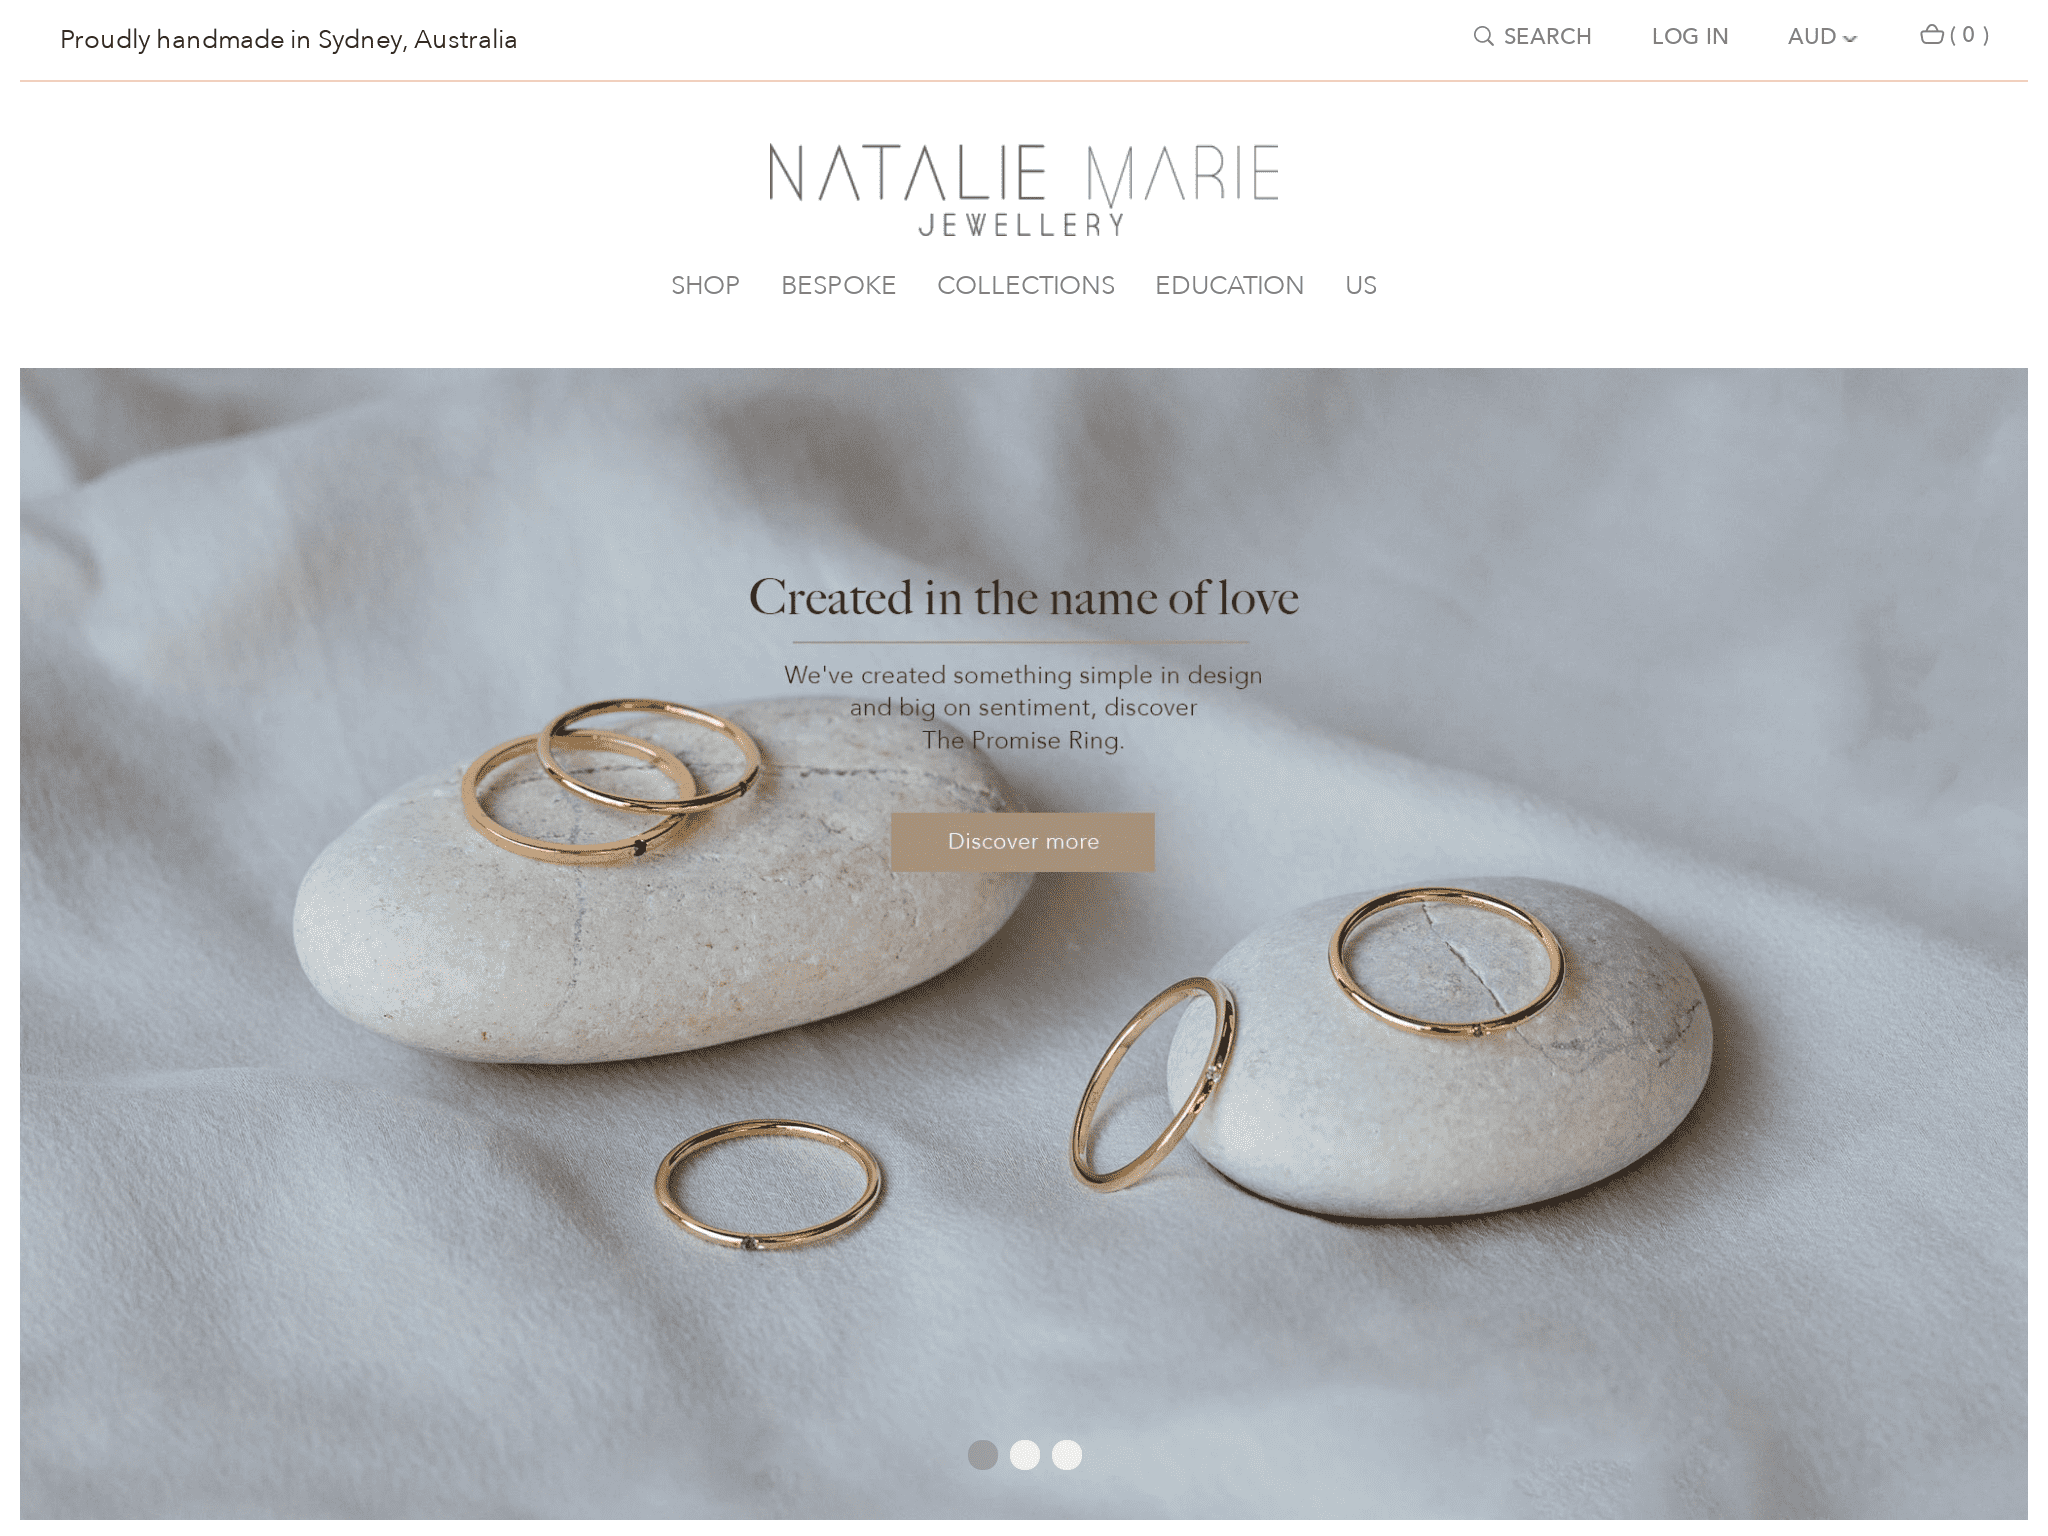 Proudly handmade in Sydney, Australia
SEARCH LOG IN AUD ( 0 )
NATALIE MARIE
JEWELLERY
SHOP BESPOKE COLLECTIONS EDUCATION US
Created in the name of love
We've created something simple in design
and big on sentiment, discover
The Promise Ring.
Discover more